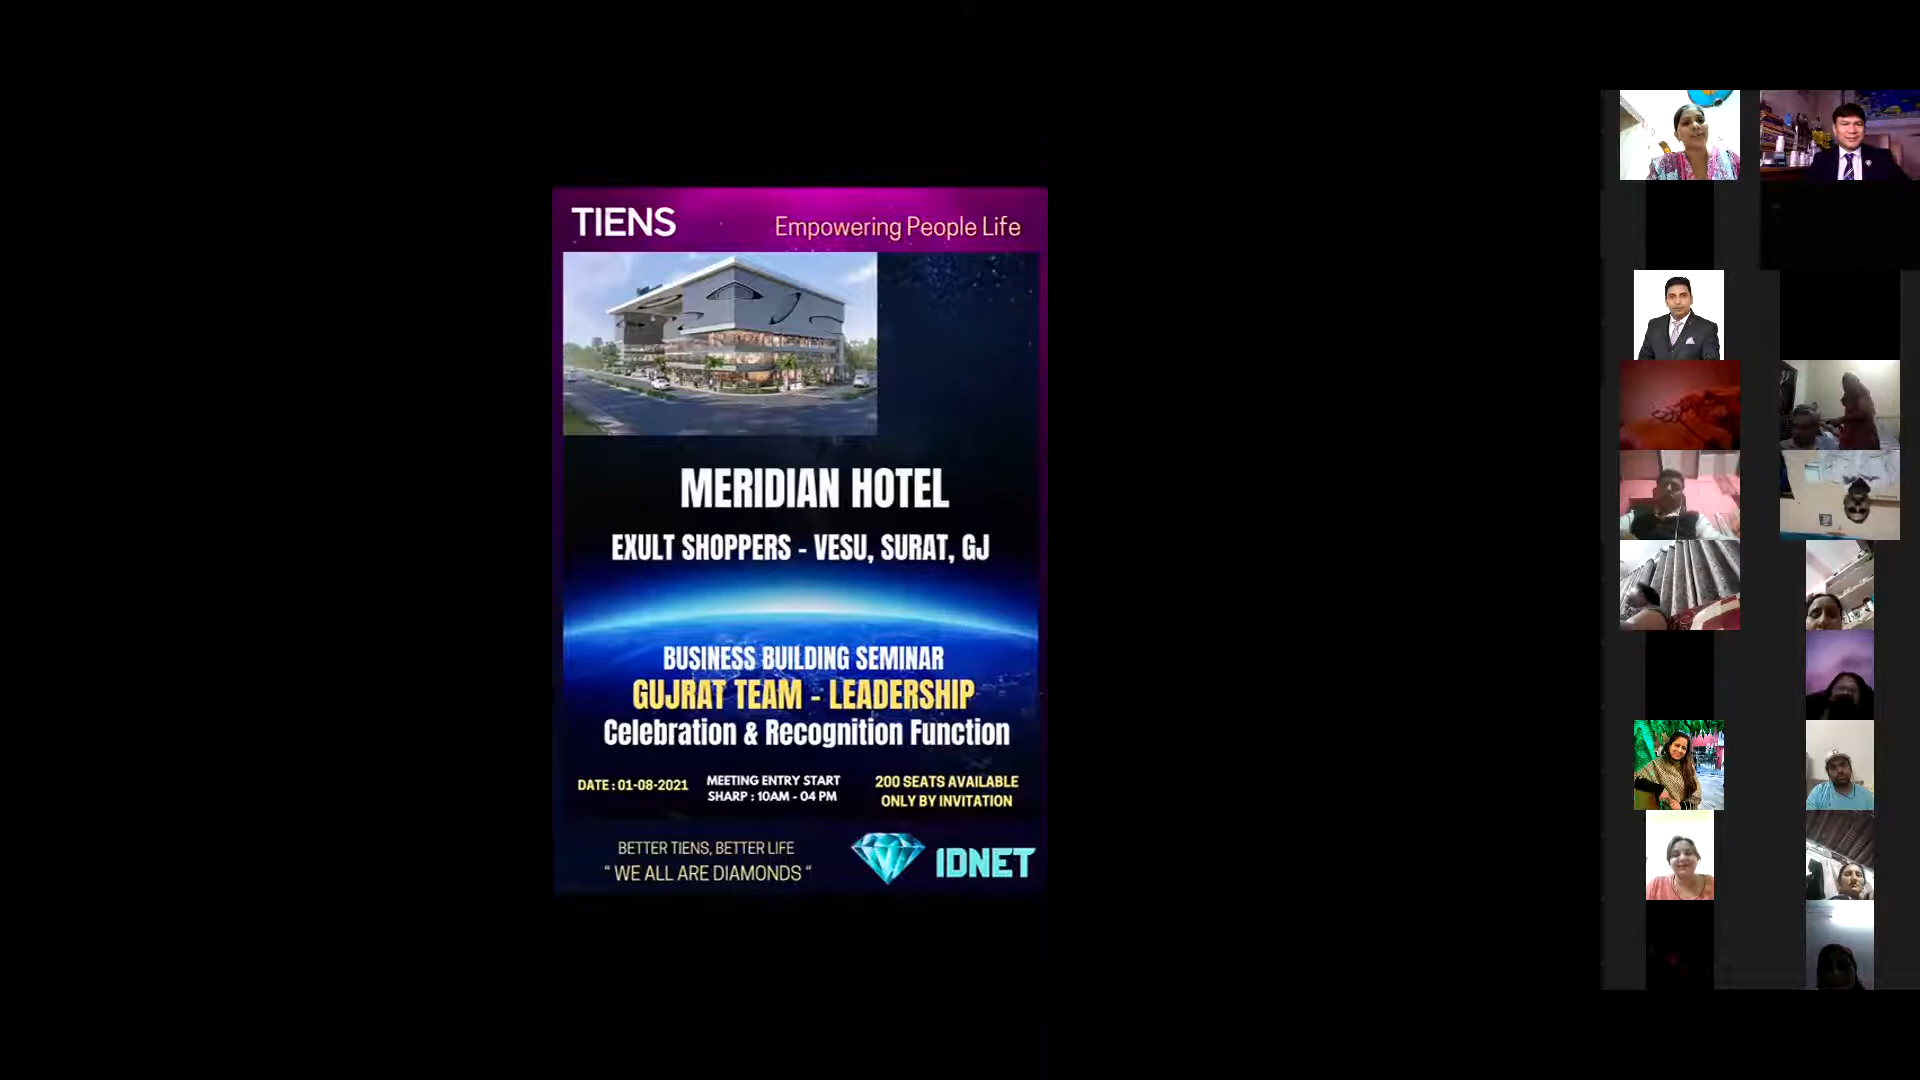 TIENS
Empowering People Life
MERIDIAN HOTEL
EXULT SHOPPERS - VESU, SURAT, GJ
BUSINESS BUILDING SEMINAR
GUJRAT TEAM - LEADERSHIP
Celebration & Recognition Function
DATE : 01-08-2021
MEETING ENTRY START
SHARP : 10AM - 04 PM
200 SEATS AVAILABLE
ONLY BY INVITATION
BETTER TIENS, BETTER LIFE
“ WE ALL ARE DIAMONDS “
IDNET